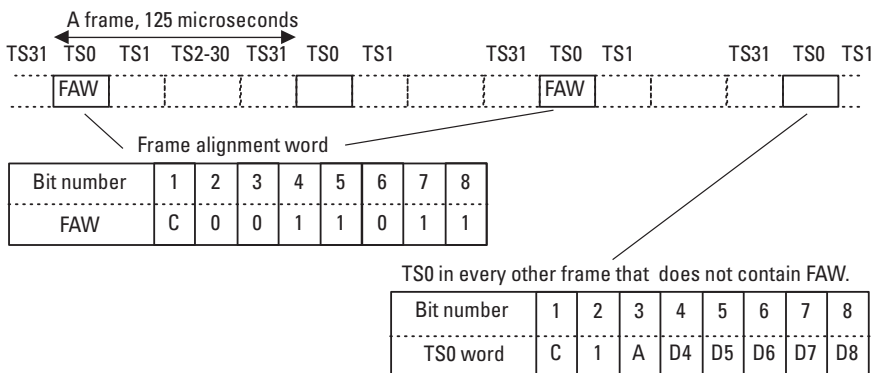 A frame, 125 microseconds
TS31 TS0 TS1 TS2-30 TS31 TS0 TS1 TS31 TS0 TS1 TS31 TS0 TS1
FAW FAW
Frame alignment word
Bit number 1 2 3 4 5 6 7 8
FAW C 0 0 1 1 0 1 1
TS0 in every other frame that does not contain FAW.
Bit number 1 2 3 4 5 6 7 8
TS0 word C 1 A D4 D5 D6 D7 D8